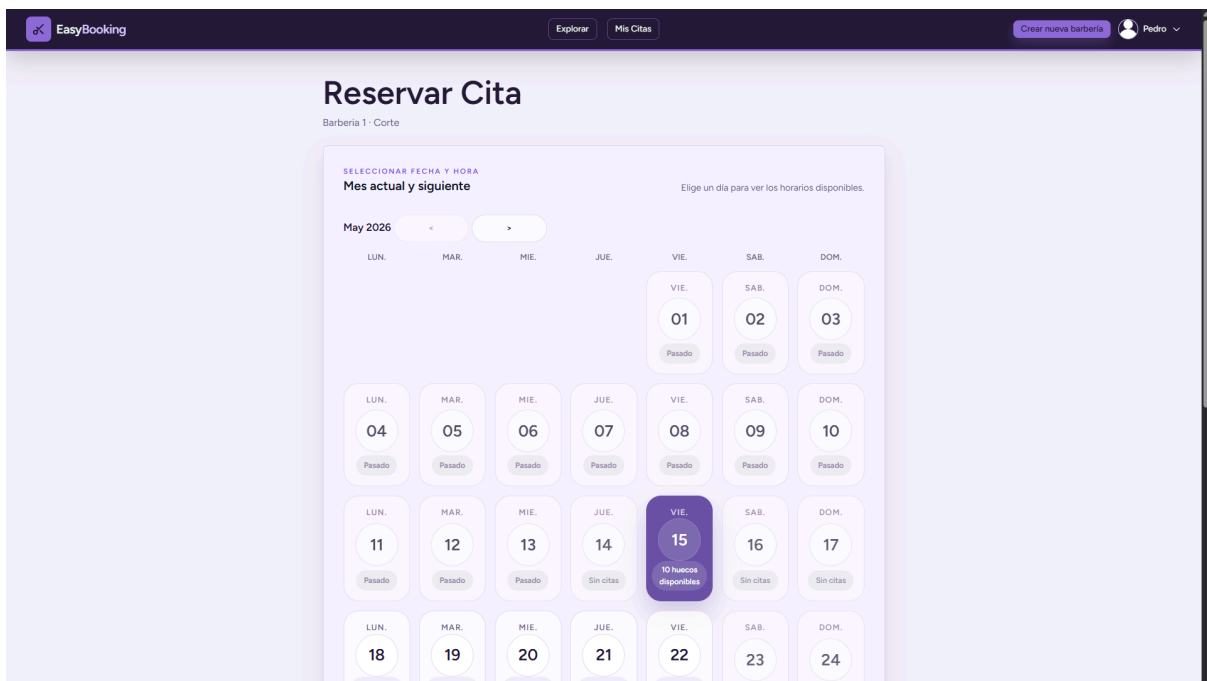 EasyBooking
Explorar Mis Citas
Crear nueva barbería Pedro
Reservar Cita
Barberia 1 · Corte
SELECCIONAR FECHA Y HORA
Mes actual y siguiente
Elige un día para ver los horarios disponibles.
May 2026 < >
LUN. MAR. MIE. JUE. VIE. SAB. DOM.
VIE. SAB. DOM.
01 02 03
Pasado Pasado Pasado
LUN. MAR. MIE. JUE. VIE. SAB. DOM.
04 05 06 07 08 09 10
Pasado Pasado Pasado Pasado Pasado Pasado Pasado
LUN. MAR. MIE. JUE. VIE. SAB. DOM.
11 12 13 14 15 16 17
Pasado Pasado Pasado Sin citas 10 huecos disponibles Sin citas Sin citas
LUN. MAR. MIE. JUE. VIE. SAB. DOM.
18 19 20 21 22 23 24